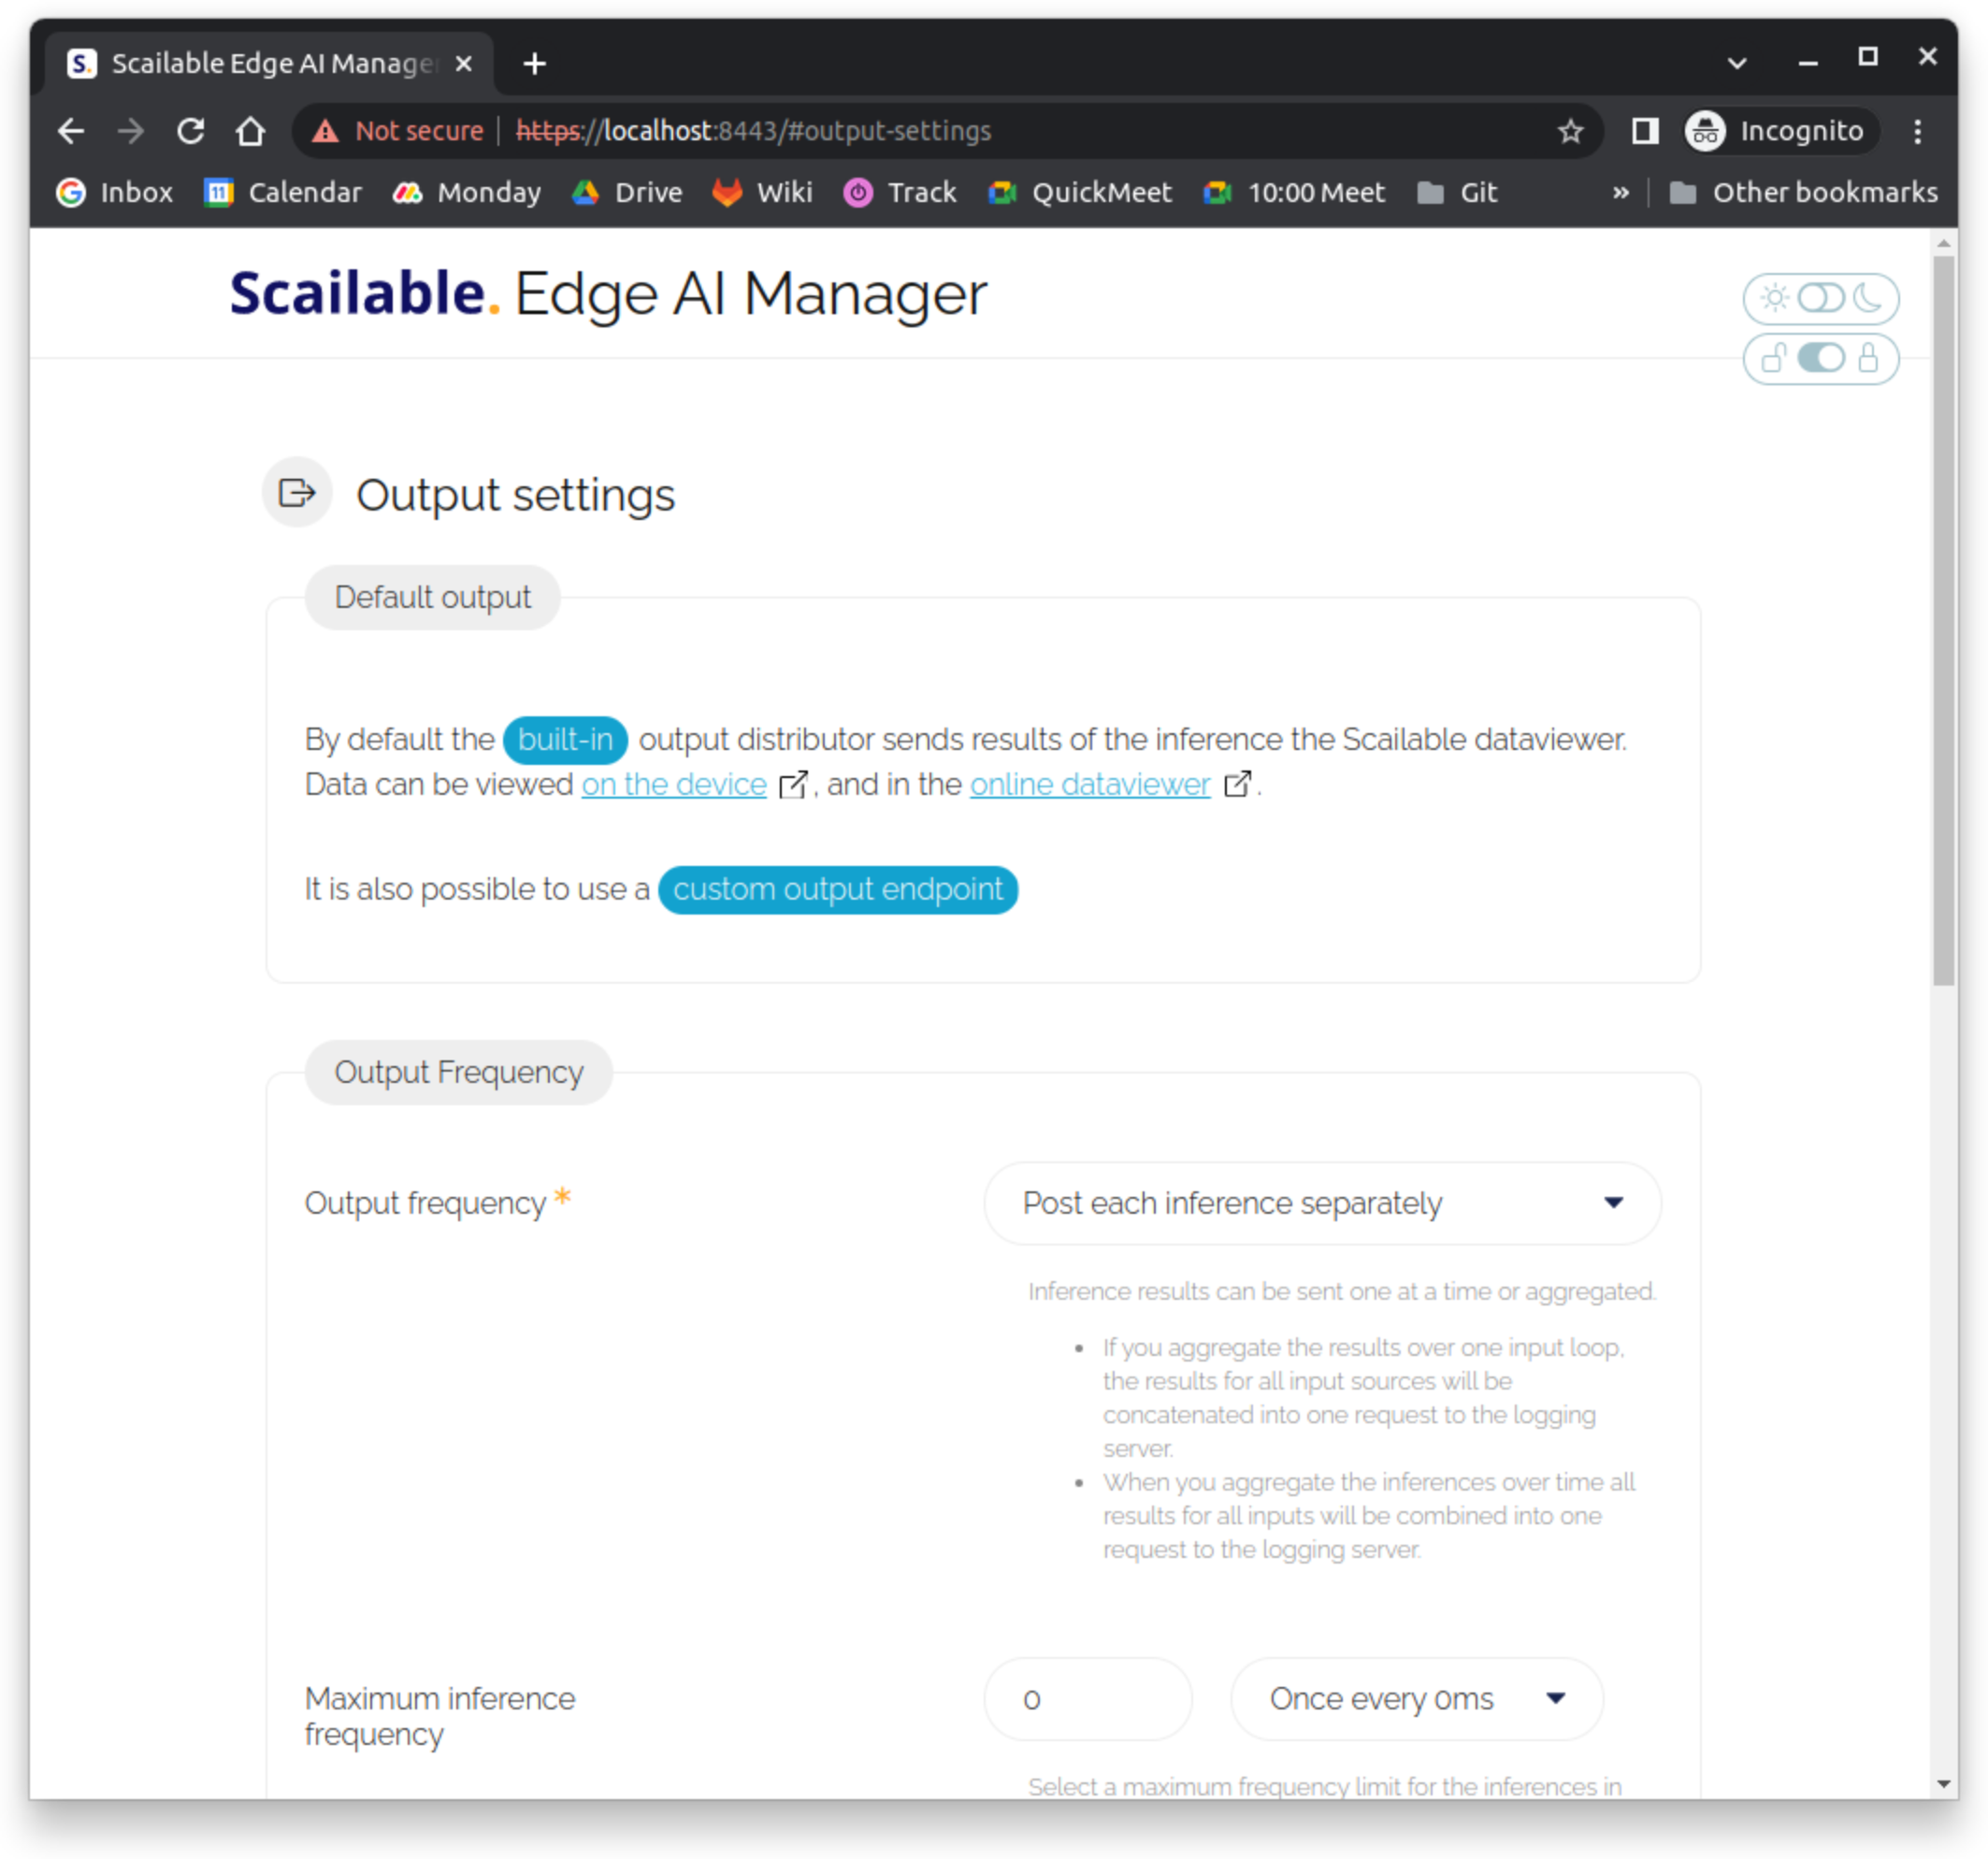 S. Scailable Edge AI Manage
Not secure | https://localhost:8443/#output-settings Incognito
Inbox 11 Calendar Monday Drive Wiki Track QuickMeet 10:00 Meet Git » Other bookmarks
Scailable. Edge AI Manager
Output settings
Default output
By default the built-in output distributor sends results of the inference the Scailable dataviewer.
Data can be viewed on the device , and in the online dataviewer .
It is also possible to use a custom output endpoint
Output Frequency
Output frequency * Post each inference separately
Inference results can be sent one at a time or aggregated.
• If you aggregate the results over one input loop,
the results for all input sources will be
concatenated into one request to the logging
server.
• When you aggregate the inferences over time all
results for all inputs will be combined into one
request to the logging server.
Maximum inference
frequency
0 Once every 0ms
Select a maximum frequency limit for the inferences in